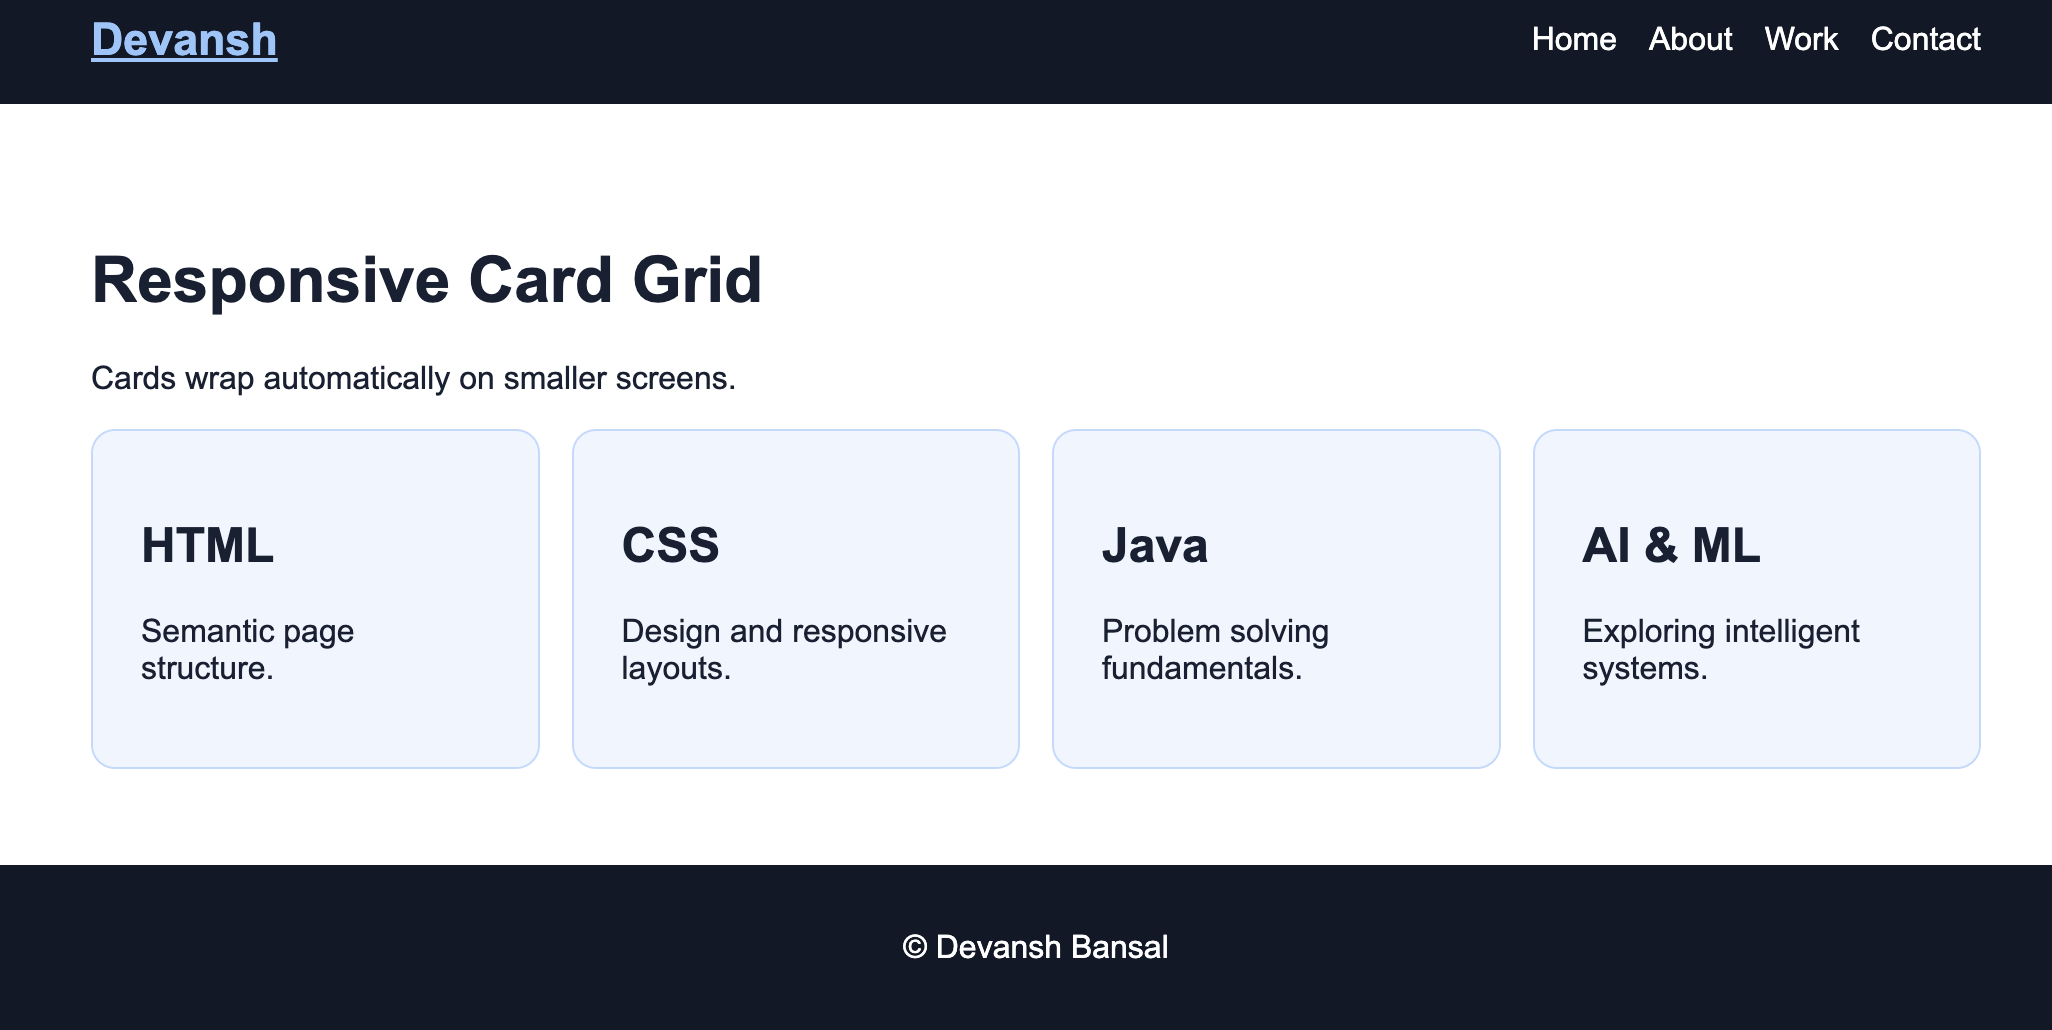 Devansh
Home About Work Contact
Responsive Card Grid
Cards wrap automatically on smaller screens.
HTML
Semantic page
structure.
CSS
Design and responsive
layouts.
Java
Problem solving
fundamentals.
AI & ML
Exploring intelligent
systems.
© Devansh Bansal